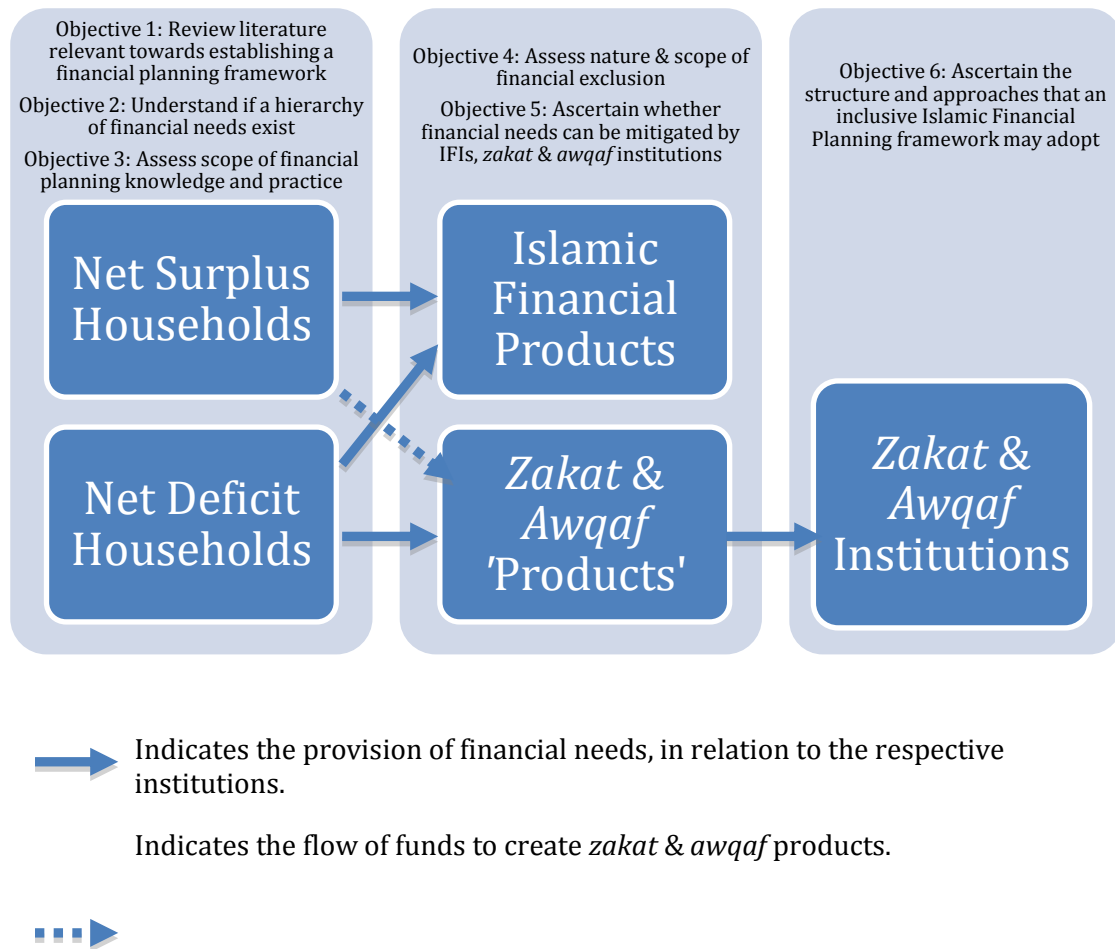 Objective 1: Review literature
relevant towards establishing a
financial planning framework
Objective 2: Understand if a hierarchy
of financial needs exist
Objective 3: Assess scope of financial
planning knowledge and practice
Net Surplus
Households
Net Deficit
Households
Objective 4: Assess nature & scope of
financial exclusion
Objective 5: Ascertain whether
financial needs can be mitigated by
IFIs, zakat & awqaf institutions
Islamic
Financial
Products
Zakat &
Awqaf
'Products'
Objective 6: Ascertain the
structure and approaches that an
inclusive Islamic Financial
Planning framework may adopt
Zakat &
Awqaf
Institutions
Indicates the provision of financial needs, in relation to the respective
institutions.
Indicates the flow of funds to create zakat & awqaf products.